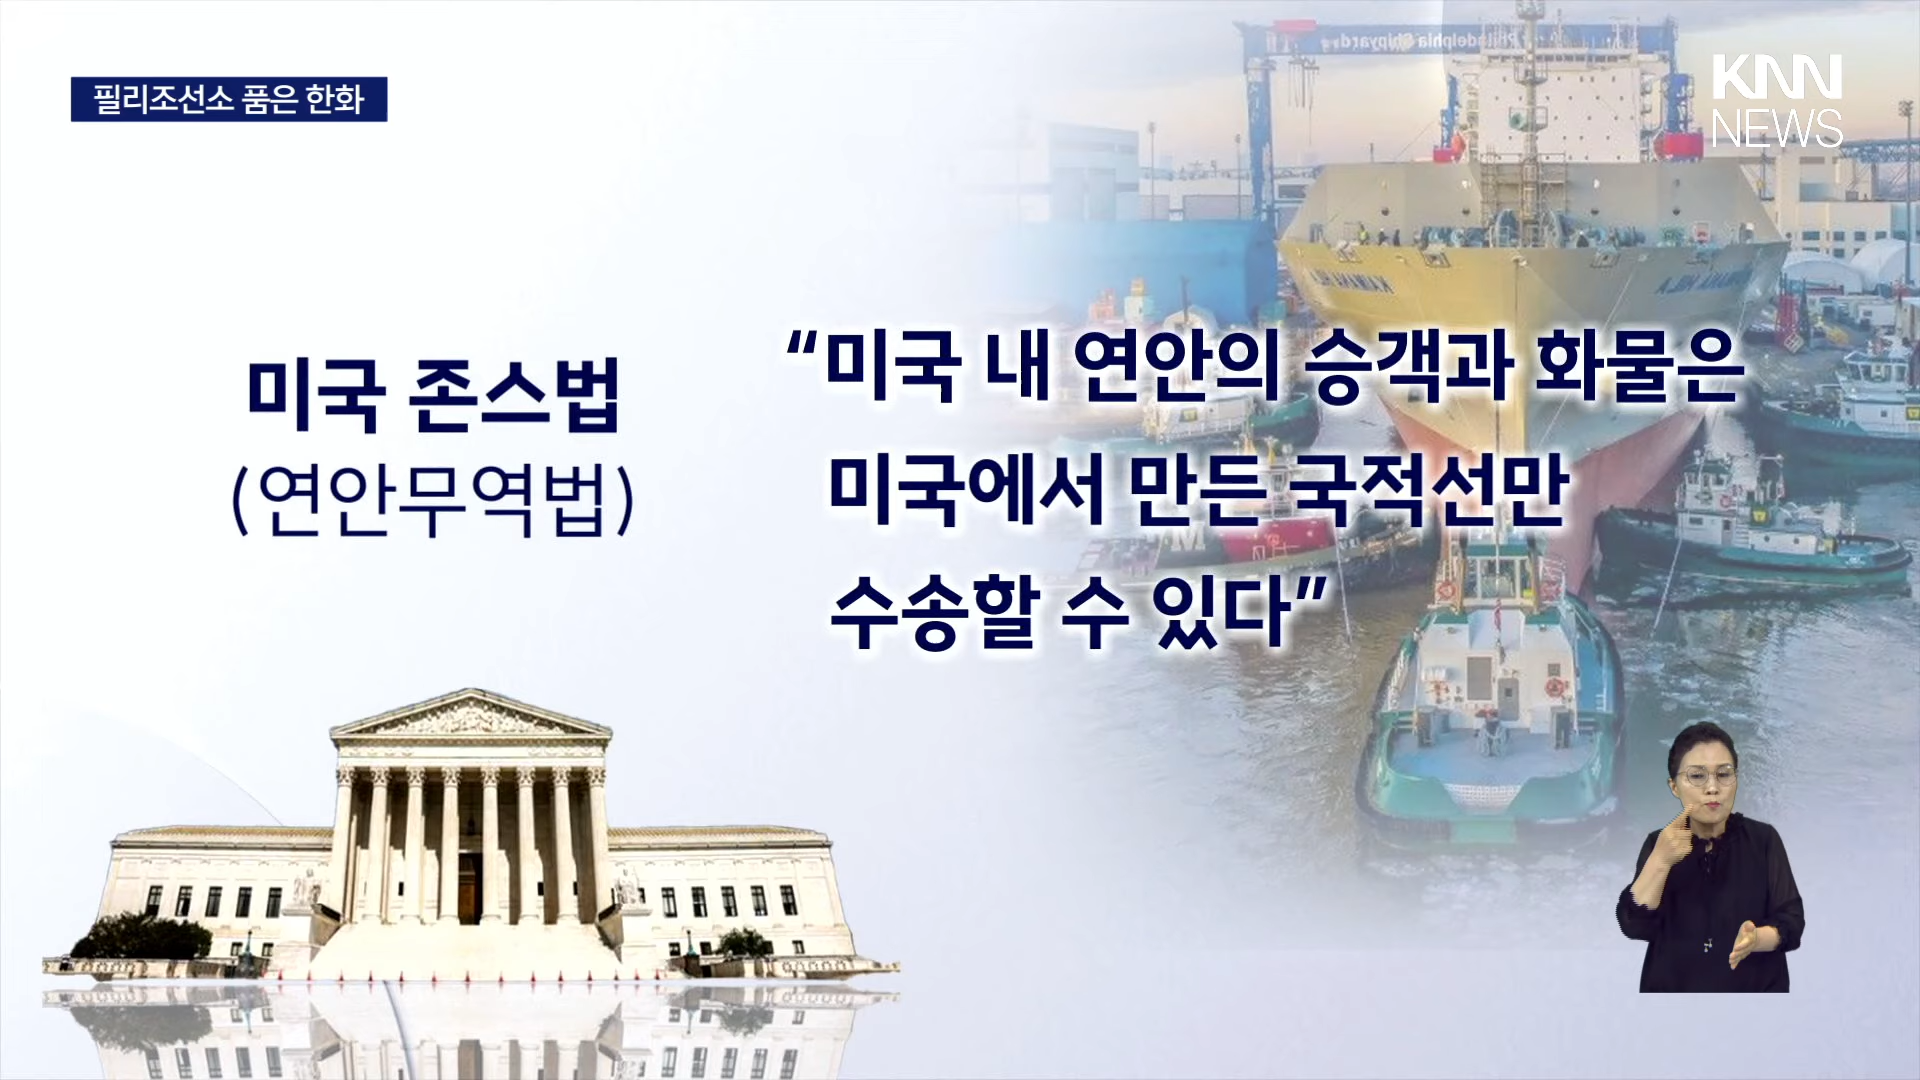 필리조선소 품은 한화
KNN
NEWS
Philadelphia Shipyard
미국 존스법
(연안무역법)
“미국 내 연안의 승객과 화물은
미국에서 만든 국적선만
수송할 수 있다”